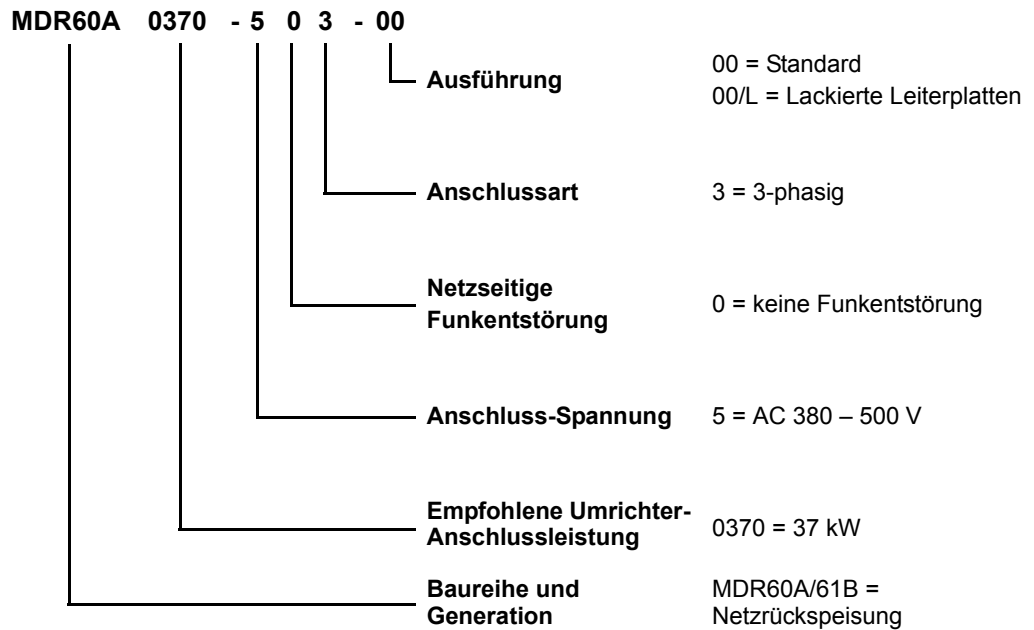 MDR60A 0370 - 5 0 3 - 00
Ausführung
00 = Standard
00/L = Lackierte Leiterplatten
Anschlussart
3 = 3-phasig
Netzseitige
Funkentstörung
0 = keine Funkentstörung
Anschluss-Spannung
5 = AC 380 – 500 V
Empfohlene Umrichter-
Anschlussleistung
0370 = 37 kW
Baureihe und
Generation
MDR60A/61B =
Netzrückspeisung